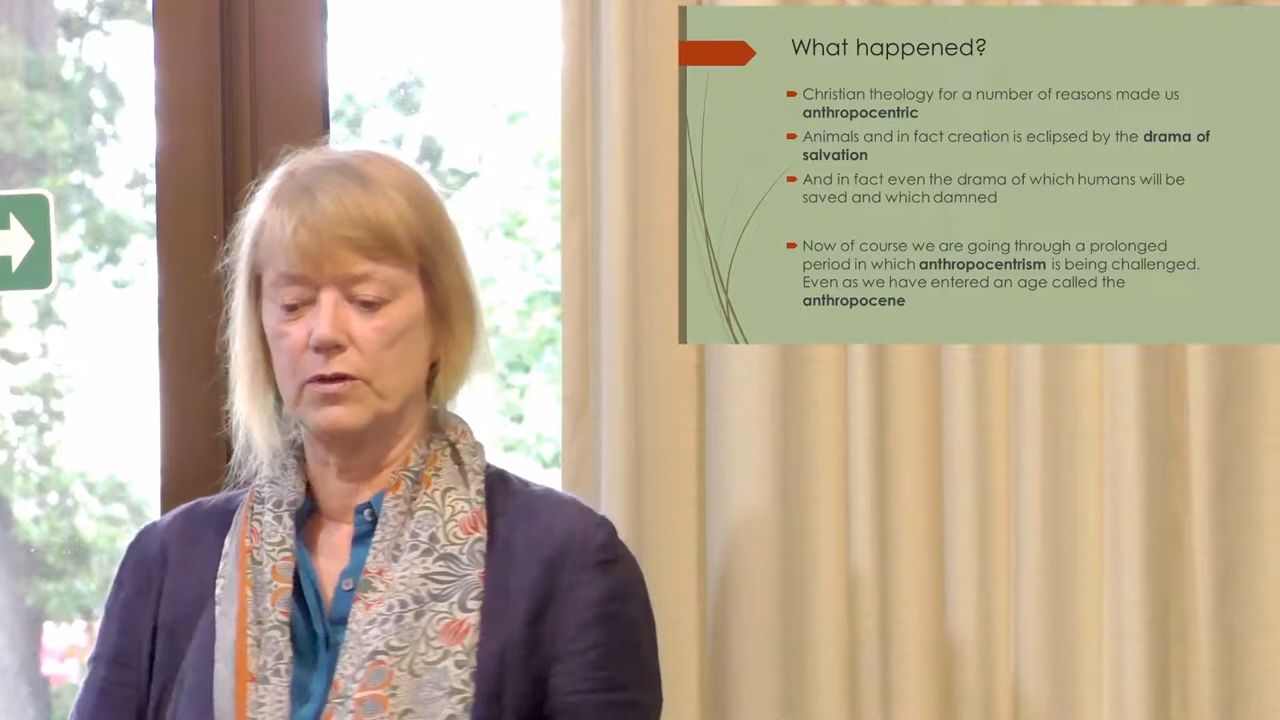 What happened?
Christian theology for a number of reasons made us
anthropocentric
Animals and in fact creation is eclipsed by the drama of
salvation
And in fact even the drama of which humans will be
saved and which damned
Now of course we are going through a prolonged
period in which anthropocentrism is being challenged.
Even as we have entered an age called the
anthropocene